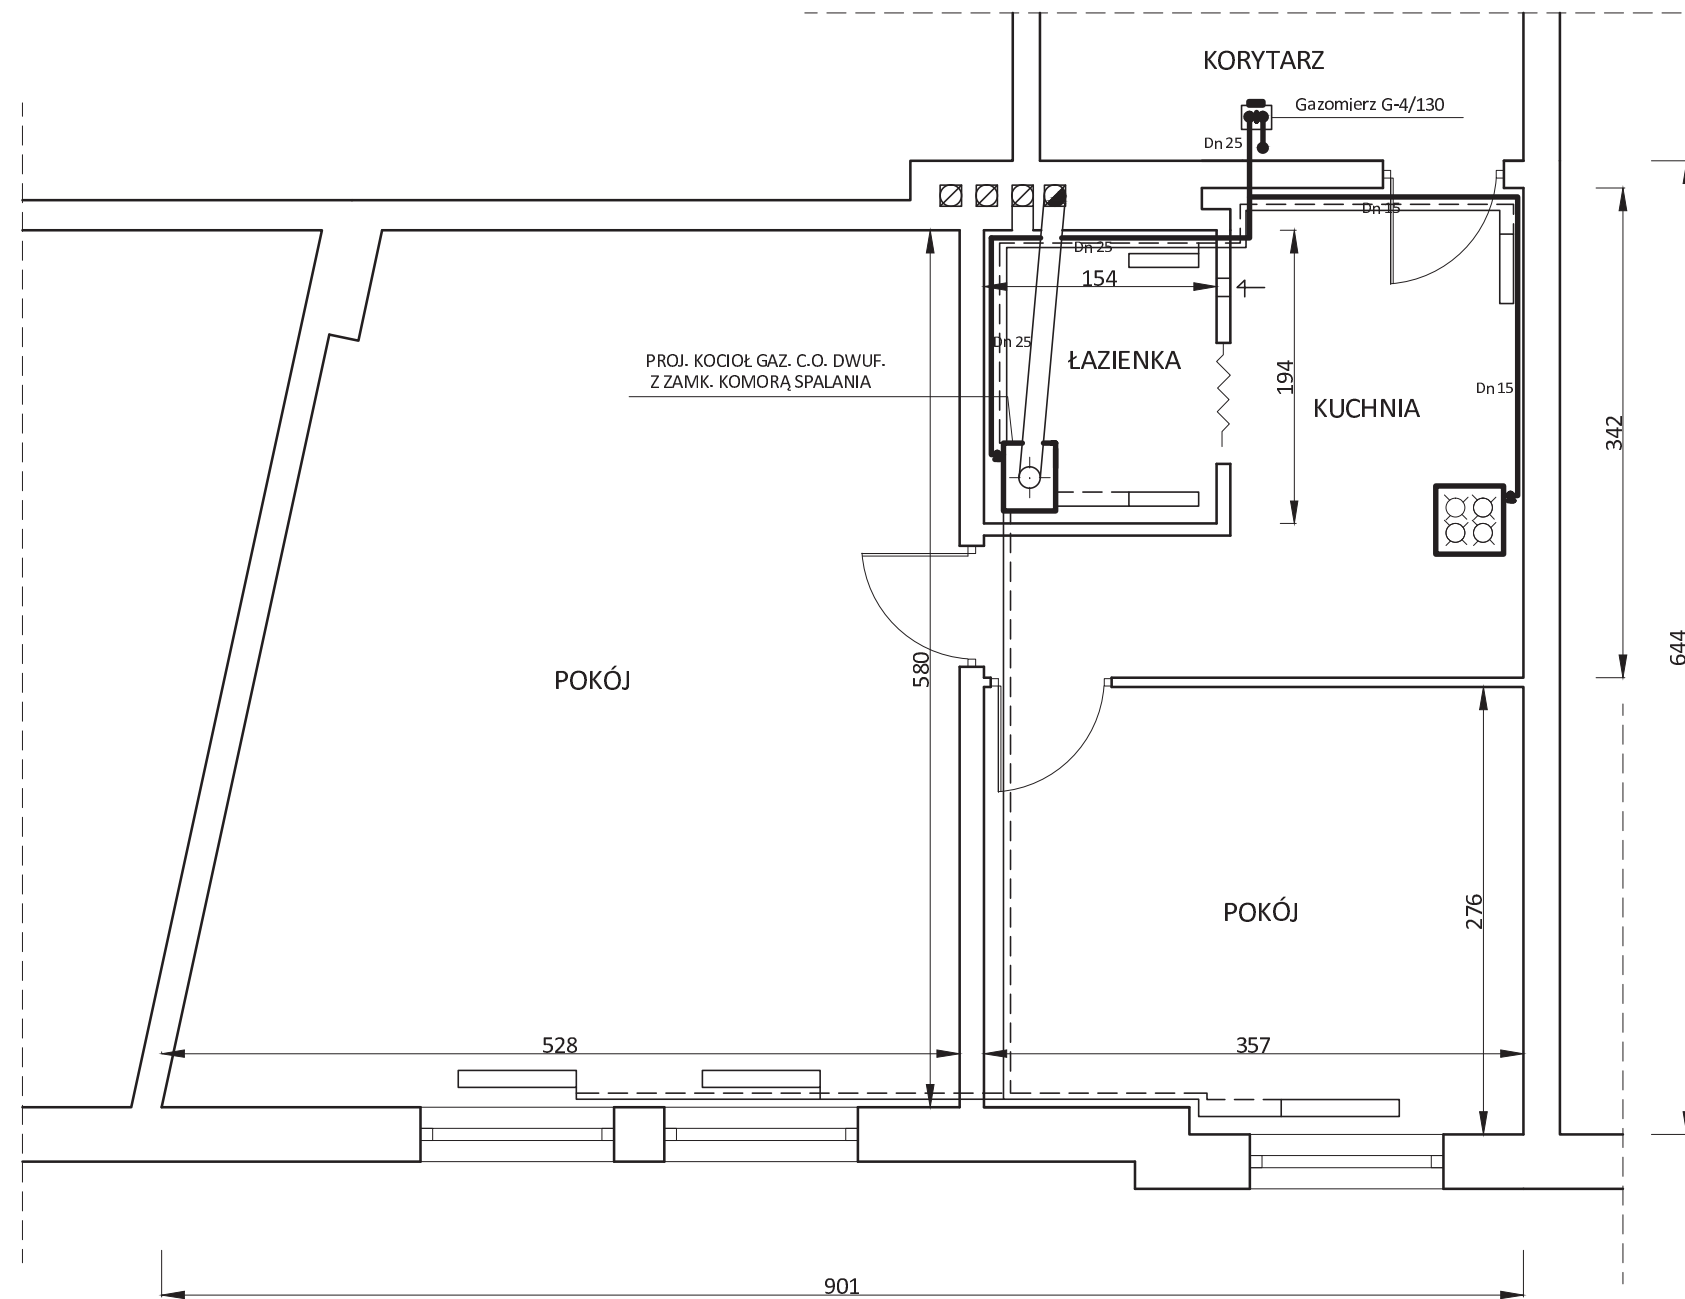 KORYTARZ
Gazomierz G-4/130
Dn 25
Dn 15
Dn 25
154
Dn 25
ŁAZIENKA
PROJ. KOCIOŁ GAZ. C.O. DWUF.
Z ZAMK. KOMORĄ SPALANIA
194
Dn 15
KUCHNIA
342
644
580
POKÓJ
276
POKÓJ
528
357
901